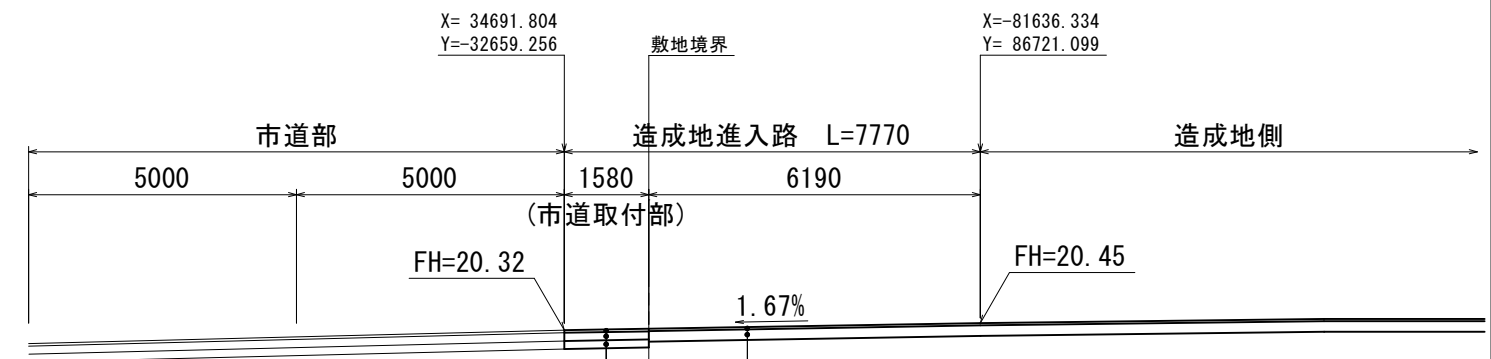 X= 34691.804
Y=-32659.256
敷地境界
X=-81636.334
Y= 86721.099
市道部
造成地進入路 L=7770
造成地側
5000
5000
1580
6190
(市道取付部)
FH=20.32
FH=20.45
1.67%